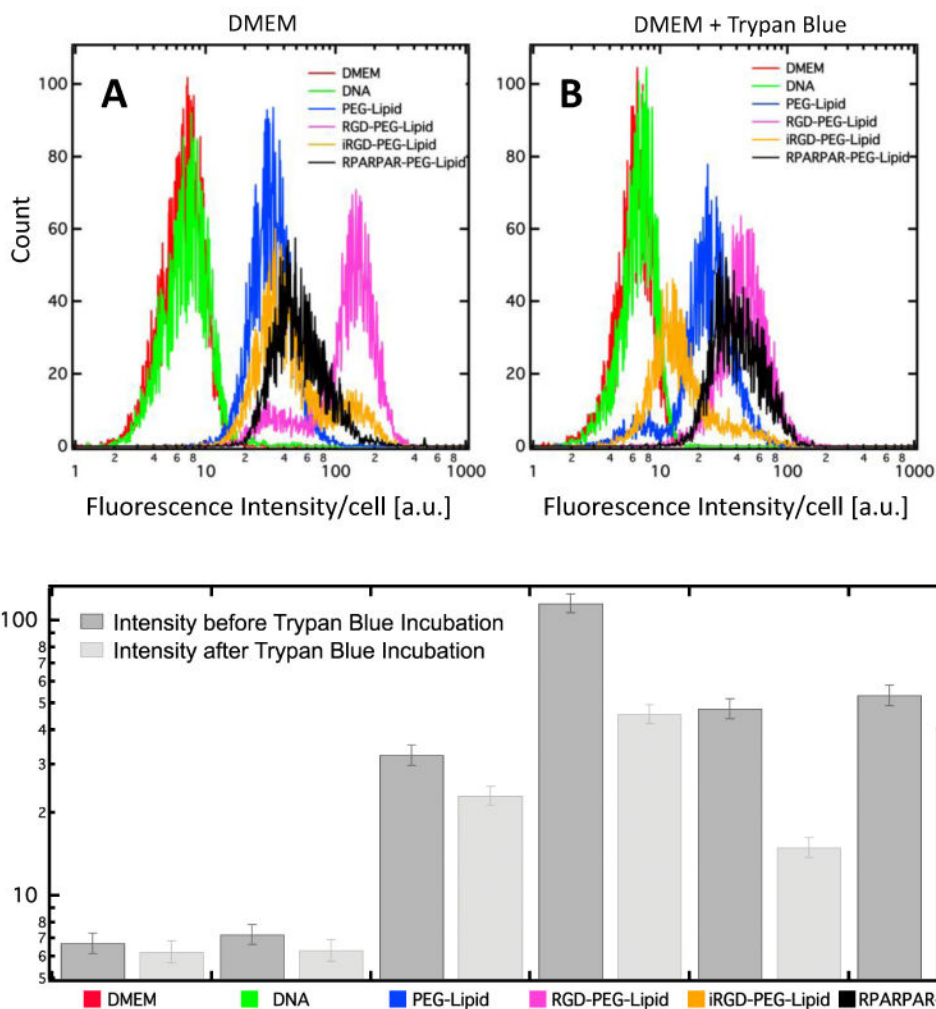 DMEM
DMEM + Trypan Blue
A
DMEM
DNA
PEG-Lipid
RGD-PEG-Lipid
iRGD-PEG-Lipid
RPARPAR-PEG-Lipid
100
80
60
40
20
0
Count
1 2 4 6 8 10 2 4 6 8 100 2 4 6 8 1000
Fluorescence Intensity/cell [a.u.]
B
DMEM
DNA
PEG-Lipid
RGD-PEG-Lipid
iRGD-PEG-Lipid
RPARPAR-PEG-Lipid
100
80
60
40
20
0
1 2 4 6 8 10 2 4 6 8 100 2 4 6 8 1000
Fluorescence Intensity/cell [a.u.]
Intensity before Trypan Blue Incubation
Intensity after Trypan Blue Incubation
100
8
7
6
5
4
3
2
10
8
7
6
5
DMEM DNA PEG-Lipid RGD-PEG-Lipid iRGD-PEG-Lipid RPARPAR-